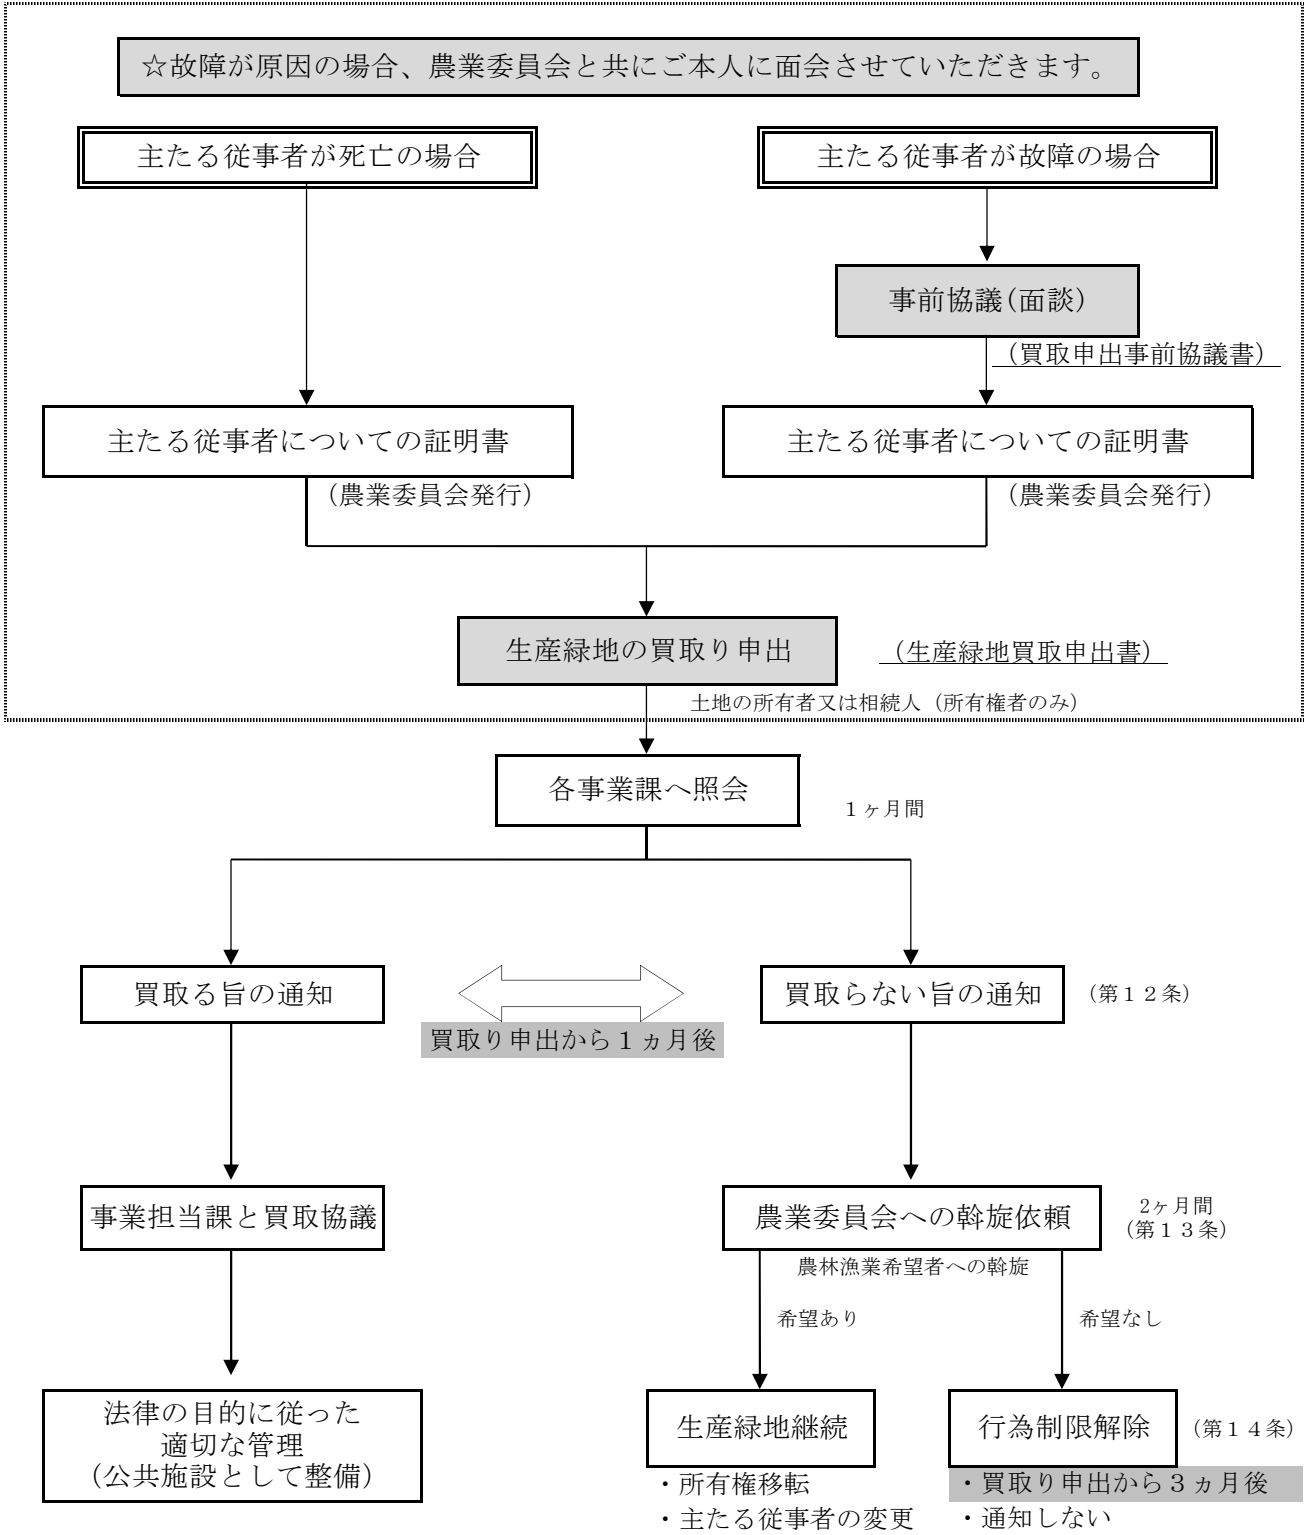 ☆故障が原因の場合、農業委員会と共にご本人に面会させていただきます。
主たる従事者が死亡の場合
主たる従事者が故障の場合
事前協議(面談)
（買取申出事前協議書）
主たる従事者についての証明書
主たる従事者についての証明書
（農業委員会発行）
（農業委員会発行）
生産緑地の買取り申出
（生産緑地買取申出書）
土地の所有者又は相続人（所有権者のみ）
各事業課へ照会
１ヶ月間
買取る旨の通知
買取らない旨の通知
（第１２条）
買取り申出から１ヵ月後
事業担当課と買取協議
農業委員会への斡旋依頼
2ヶ月間
（第１３条）
農林漁業希望者への斡旋
希望あり
希望なし
法律の目的に従った
適切な管理
（公共施設として整備）
生産緑地継続
行為制限解除
（第１４条）
・所有権移転
・買取り申出から３ヵ月後
・主たる従事者の変更
・通知しない